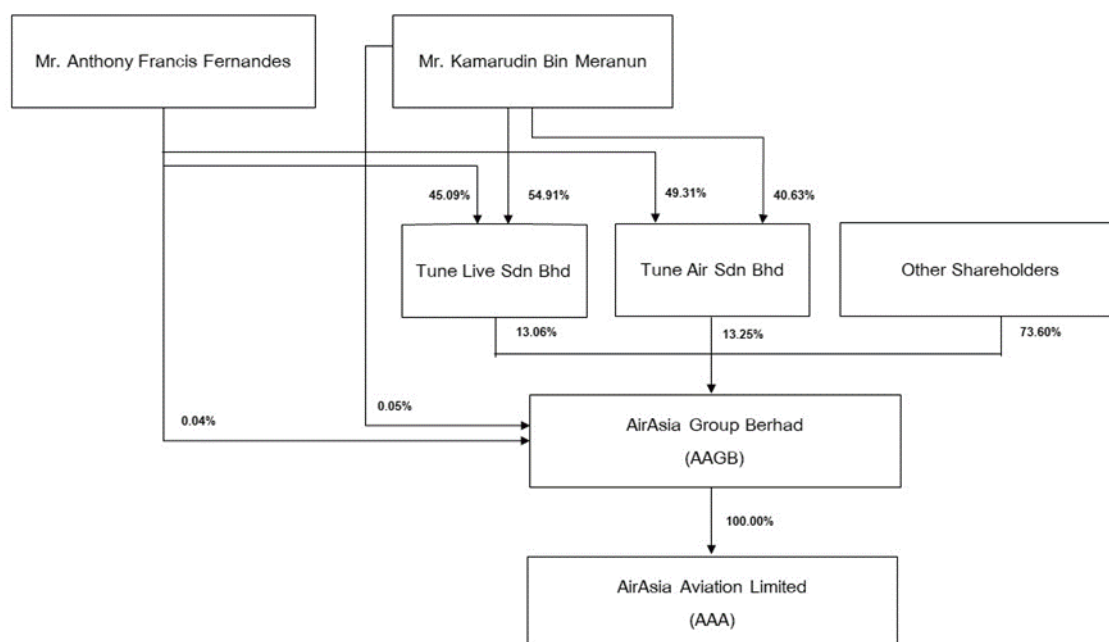 Mr. Anthony Francis Fernandes
Mr. Kamarudin Bin Meranun
45.09%
54.91%
49.31%
40.63%
Tune Live Sdn Bhd
Tune Air Sdn Bhd
Other Shareholders
13.06%
13.25%
73.60%
0.04%
0.05%
AirAsia Group Berhad
(AAGB)
100.00%
AirAsia Aviation Limited
(AAA)